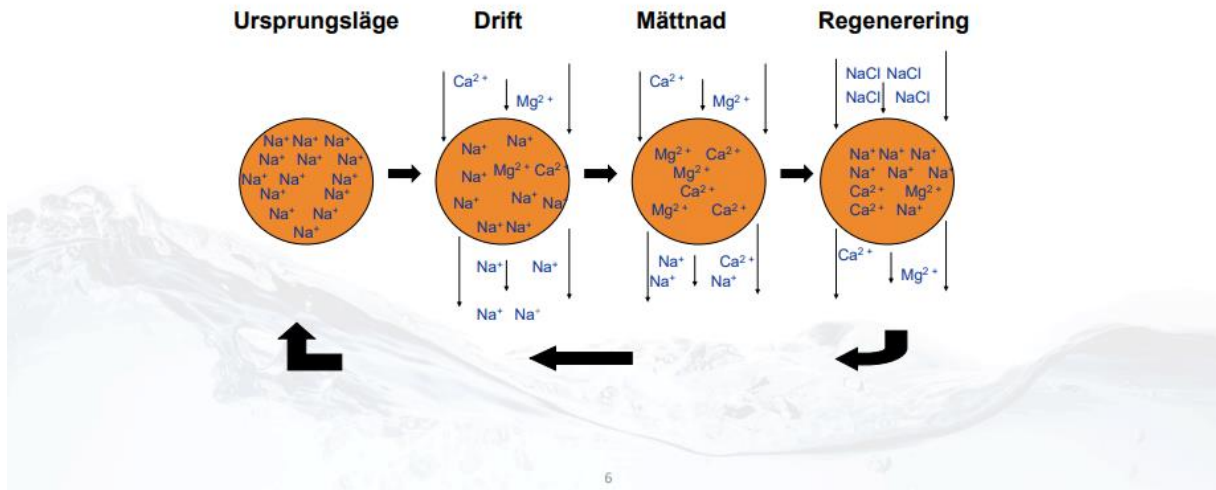 Ursprungsläge
Drift
Mättnad
Regenerering
Na⁺ Na⁺ Na⁺
Na⁺ Na⁺ Na⁺
Na⁺ Na⁺ Na⁺
Na⁺ Na⁺
Na⁺ Na⁺
Na⁺
Ca²⁺
Mg²⁺
Na⁺ Na⁺
Na⁺ Mg²⁺ Ca²⁺
Na⁺ Na⁺ Na⁺
Na⁺ Na⁺
Na⁺ Na⁺
Na⁺ Na⁺
Ca²⁺
Mg²⁺
Mg²⁺ Ca²⁺
Mg²⁺
Ca²⁺
Mg²⁺ Ca²⁺
Na⁺ Ca²⁺
Na⁺ Na⁺
NaCl NaCl
NaCl NaCl
Na⁺ Na⁺ Na⁺
Na⁺ Na⁺ Na⁺
Ca²⁺ Mg²⁺
Ca²⁺ Na⁺
Ca²⁺
Mg²⁺
6